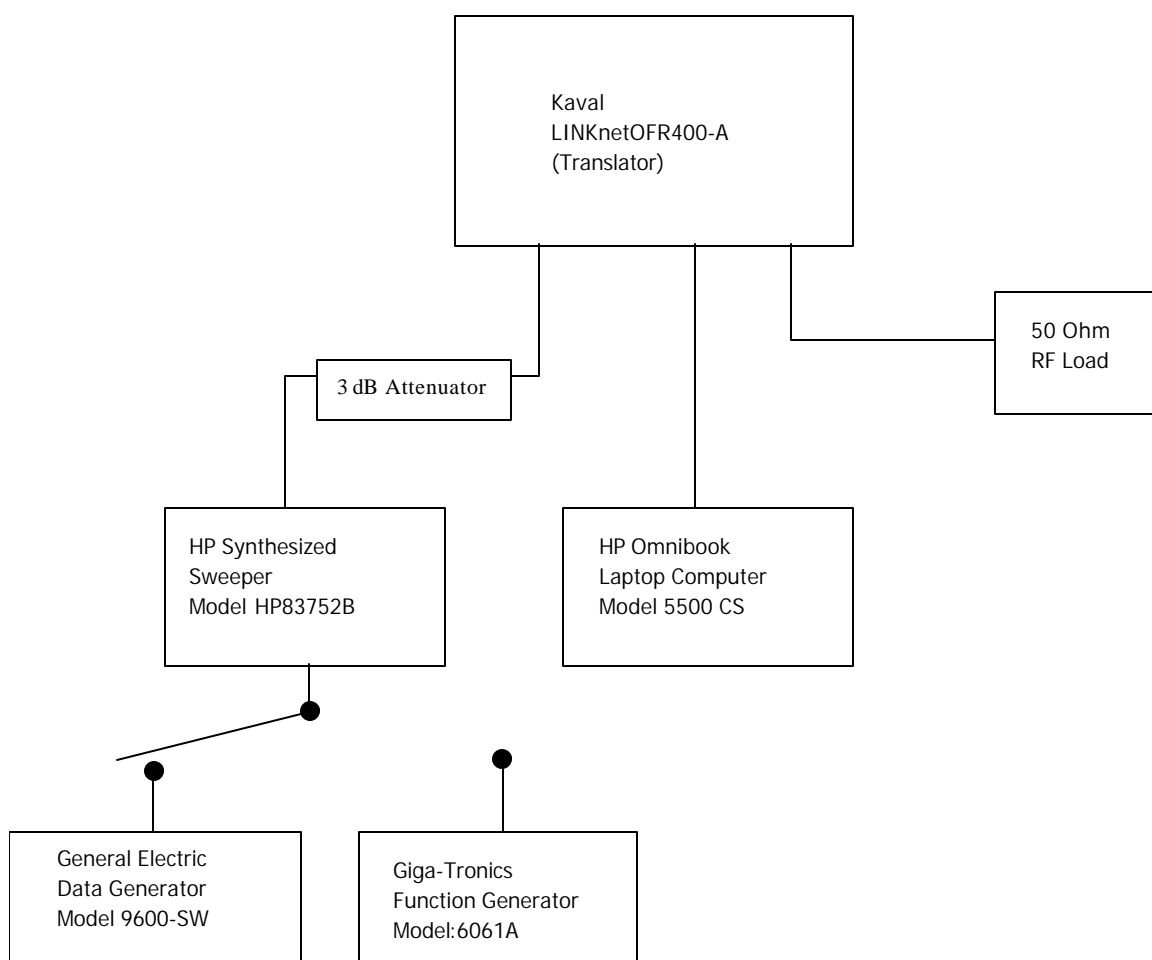 Kaval
LINKnetOFR400-A
(Translator)
50 Ohm
RF Load
3 dB Attenuator
HP Synthesized
Sweeper
Model HP83752B
HP Omnibook
Laptop Computer
Model 5500 CS
General Electric
Data Generator
Model 9600-SW
Giga-Tronics
Function Generator
Model:6061A